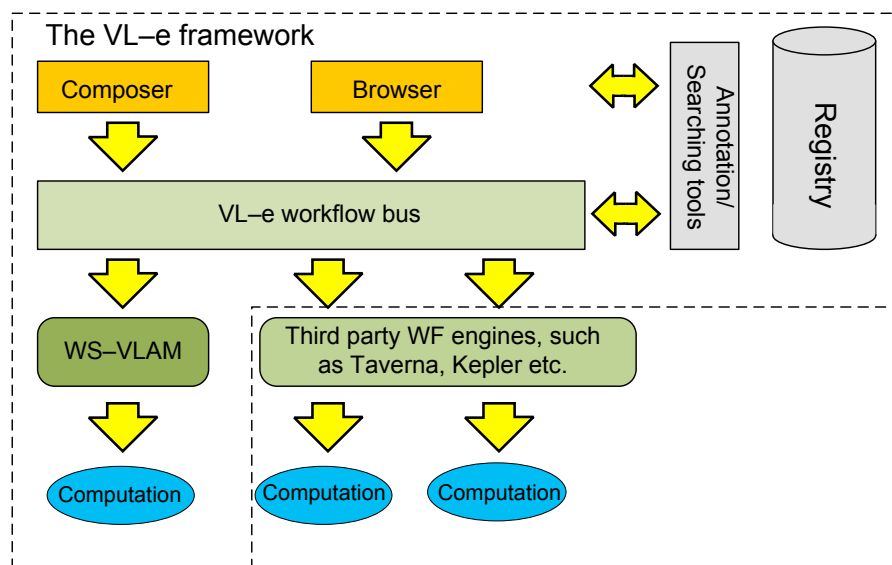 The VL–e framework
Composer
Browser
Annotation/
Searching tools
Registry
VL–e workflow bus
WS–VLAM
Third party WF engines, such
as Taverna, Kepler etc.
Computation
Computation
Computation